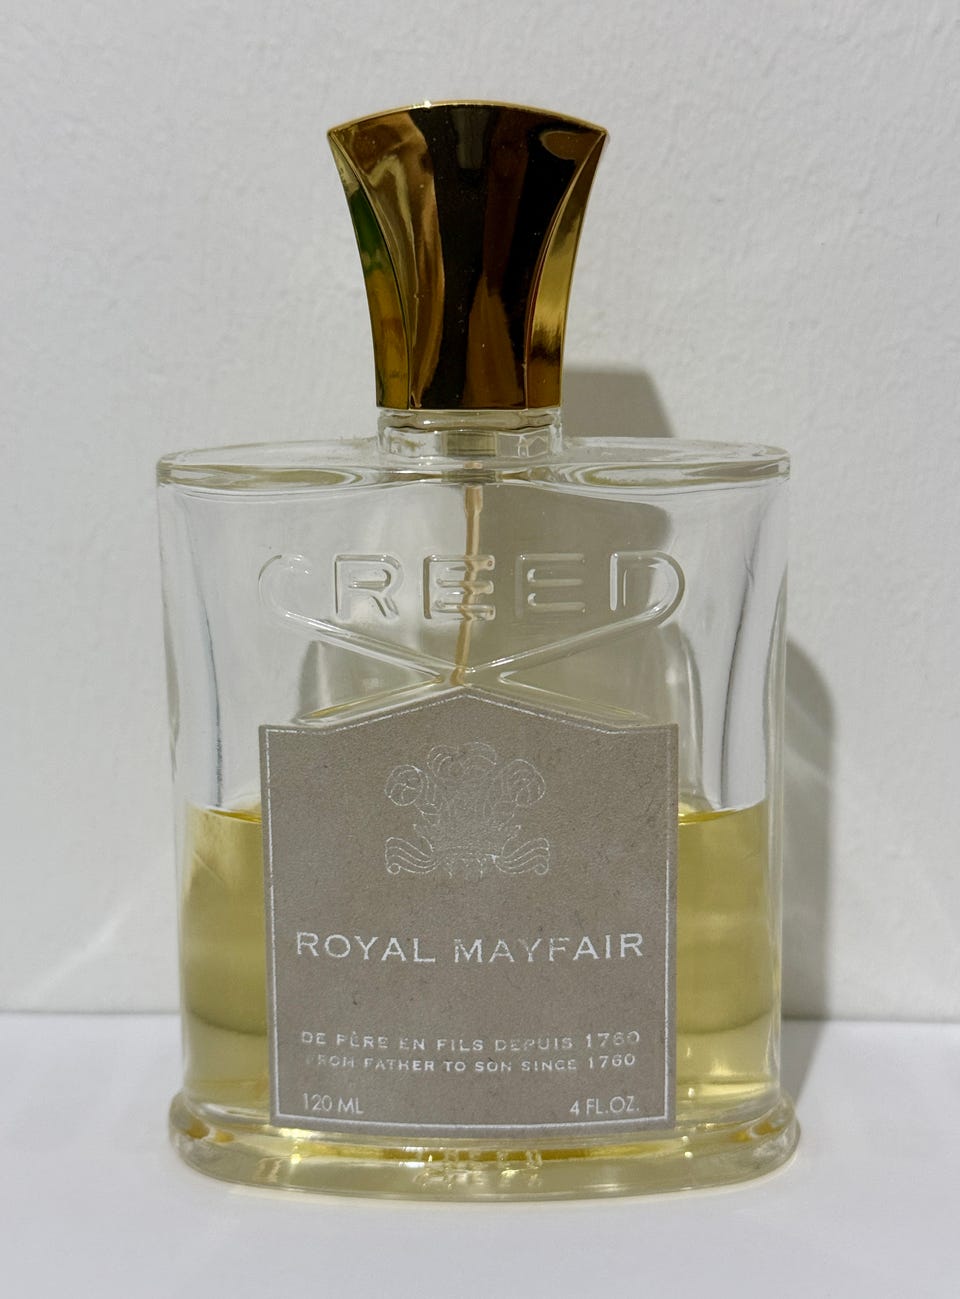 CREED
ROYAL MAYFAIR
DE PÈRE EN FILS DEPUIS 1760
FROM FATHER TO SON SINCE 1760
120 ML 4 FL.OZ.